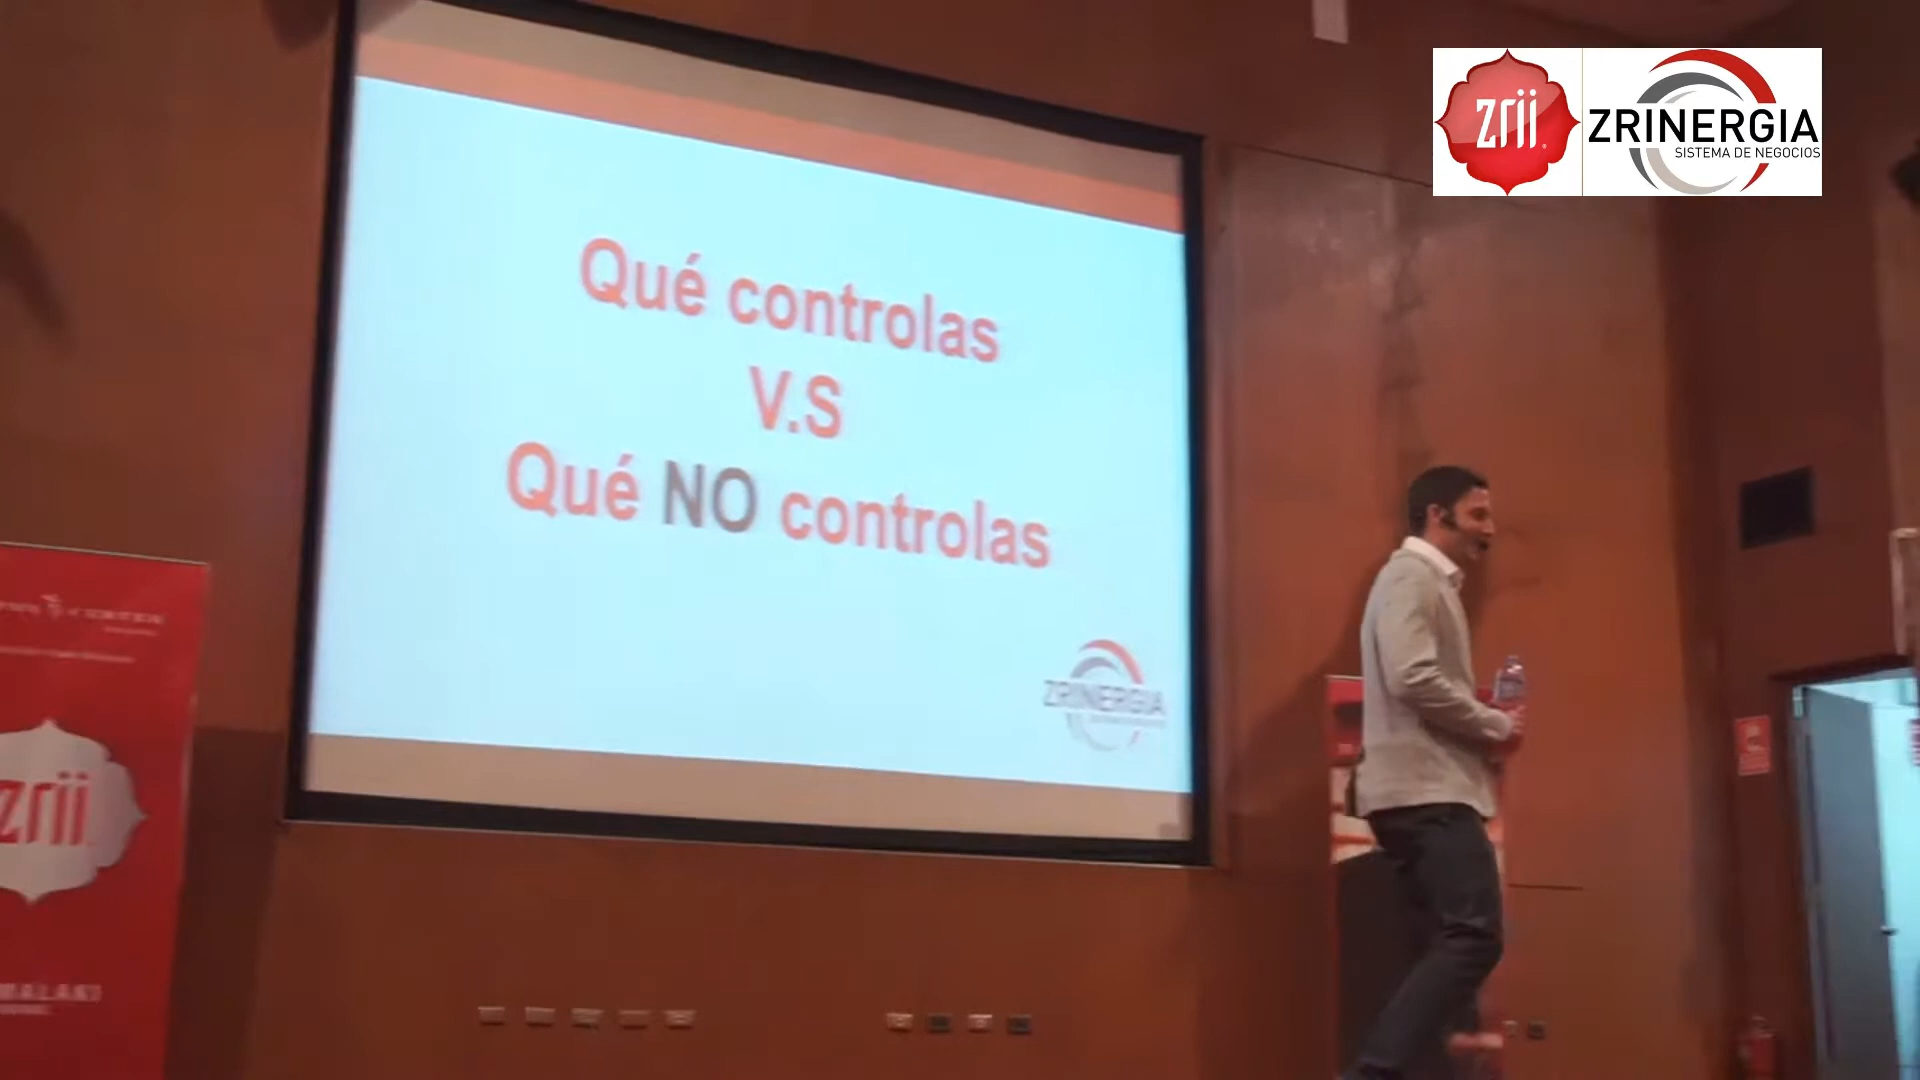 Qué controlas
V.S
Qué NO controlas
ZRINERGIA
zrii
ZRINERGIA
SISTEMA DE NEGOCIOS
zrii